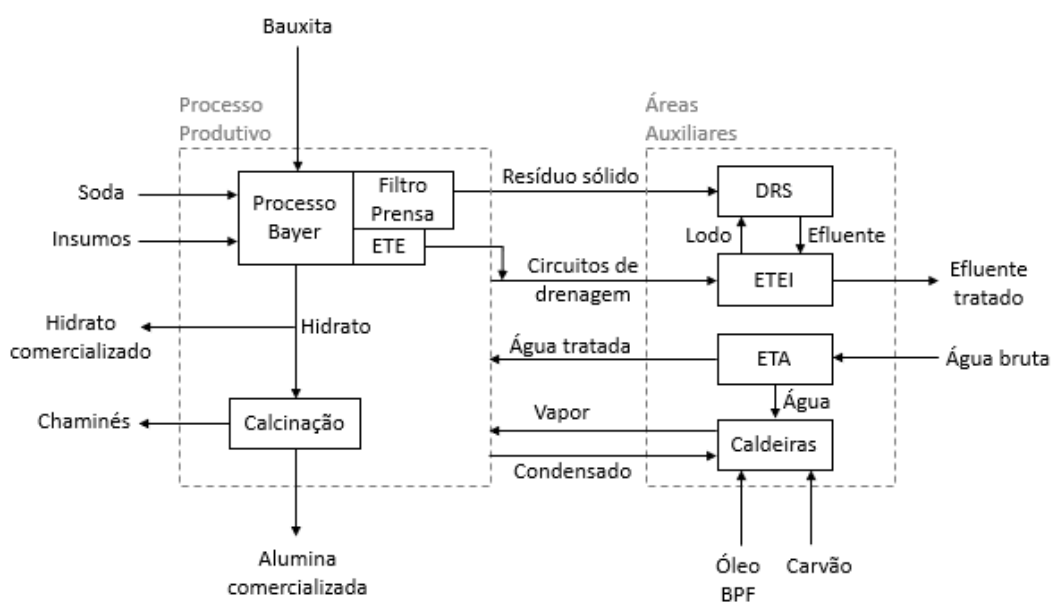 Bauxita
Processo
Produtivo
Áreas
Auxiliares
Soda
Insumos
Processo
Bayer
Filtro
Prensa
ETE
Resíduo sólido
DRS
Lodo
Efluente
Circuitos de
drenagem
ETEI
Efluente
tratado
Hidrato
comercializado
Hidrato
Água tratada
ETA
Água bruta
Água
Chaminés
Calcinação
Vapor
Caldeiras
Condensado
Alumina
comercializada
Óleo
BPF
Carvão